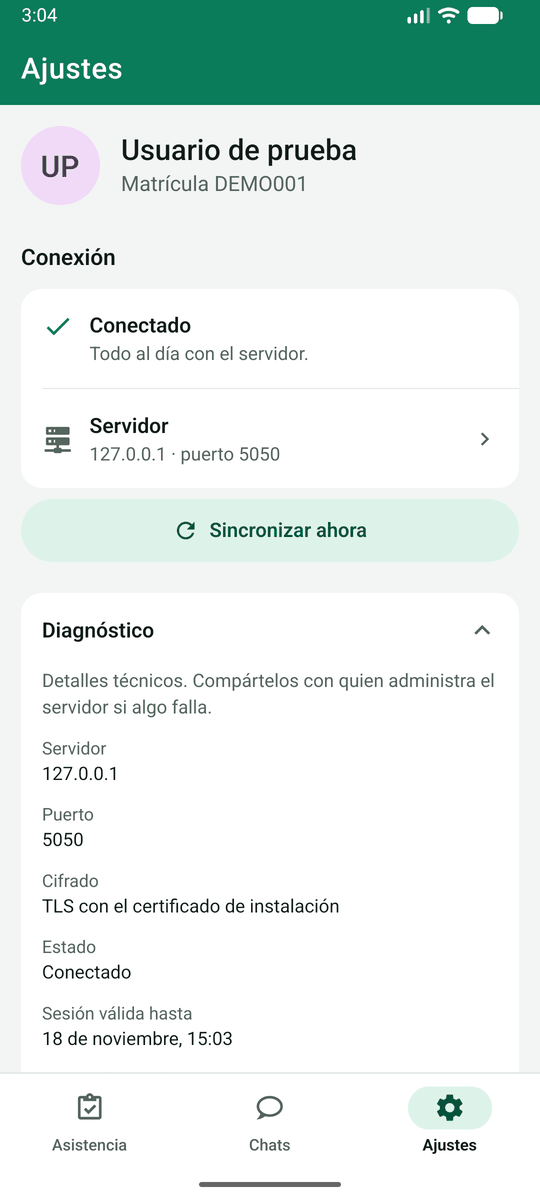 3:04
Ajustes
UP
Usuario de prueba
Matrícula DEMO001
Conexión
Conectado
Todo al día con el servidor.
Servidor
127.0.0.1 · puerto 5050
Sincronizar ahora
Diagnóstico
Detalles técnicos. Compártelos con quien administra el
servidor si algo falla.
Servidor
127.0.0.1
Puerto
5050
Cifrado
TLS con el certificado de instalación
Estado
Conectado
Sesión válida hasta
18 de noviembre, 15:03
Asistencia
Chats
Ajustes